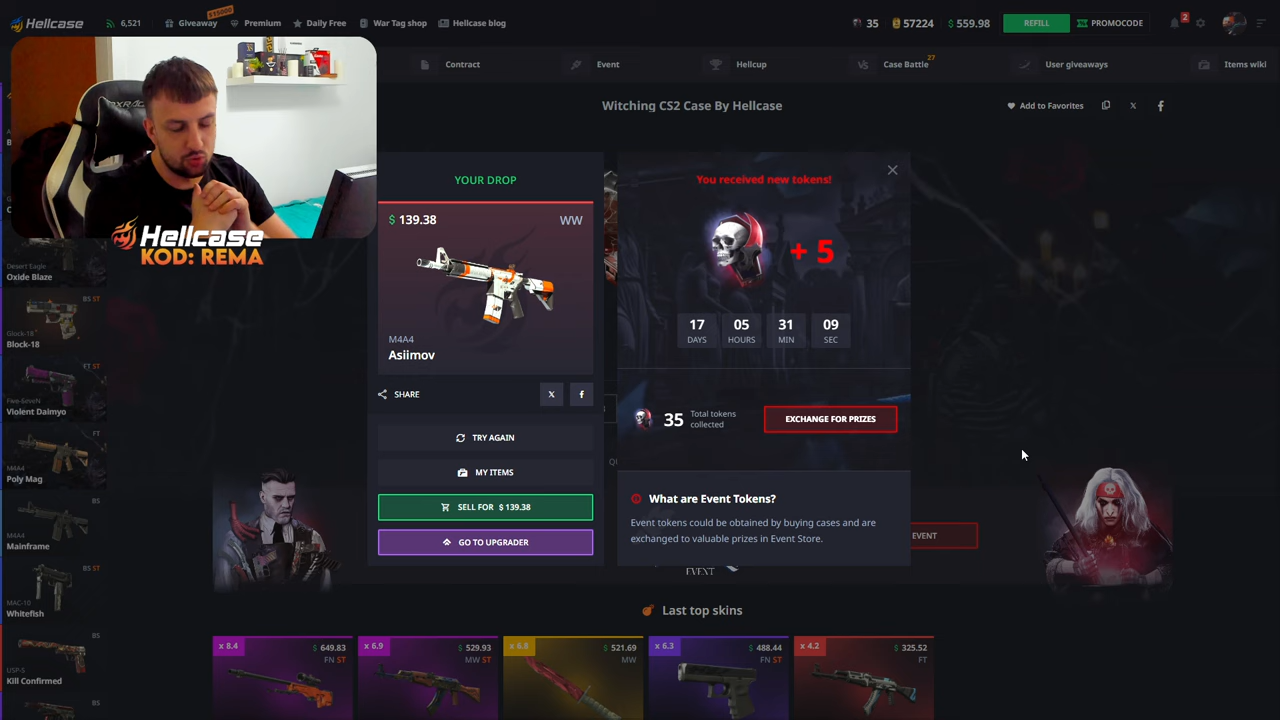 Hellcase
6,521
Giveaway
$15000
Premium
Daily Free
War Tag shop
Hellcase blog
35
57224
$ 559.98
REFILL
PROMOCODE
2
Contract
Event
Hellcup
Case Battle
27
User giveaways
Items wiki
Witching CS2 Case By Hellcase
Add to Favorites
Hellcase
KOD: REMA
Desert Eagle
Oxide Blaze
BS ST
Glock-18
Block-18
FT ST
Five-SeveN
Violent Daimyo
FT
M4A4
Poly Mag
BS
M4A4
Mainframe
BS ST
MAC-10
Whitefish
BS
USP-S
Kill Confirmed
BS
YOUR DROP
$ 139.38
WW
M4A4
Asiimov
SHARE
TRY AGAIN
MY ITEMS
SELL FOR $ 139.38
GO TO UPGRADER
You received new tokens!
+ 5
17 05 31 09
DAYS HOURS MIN SEC
35
Total tokens
collected
EXCHANGE FOR PRIZES
What are Event Tokens?
Event tokens could be obtained by buying cases and are
exchanged to valuable prizes in Event Store.
EVENT
EVENT
Last top skins
x 8.4
$ 649.83
FN ST
x 6.9
$ 529.93
MW ST
x 6.8
$ 521.69
MW
x 6.3
$ 488.44
FN ST
x 4.2
$ 325.52
FT